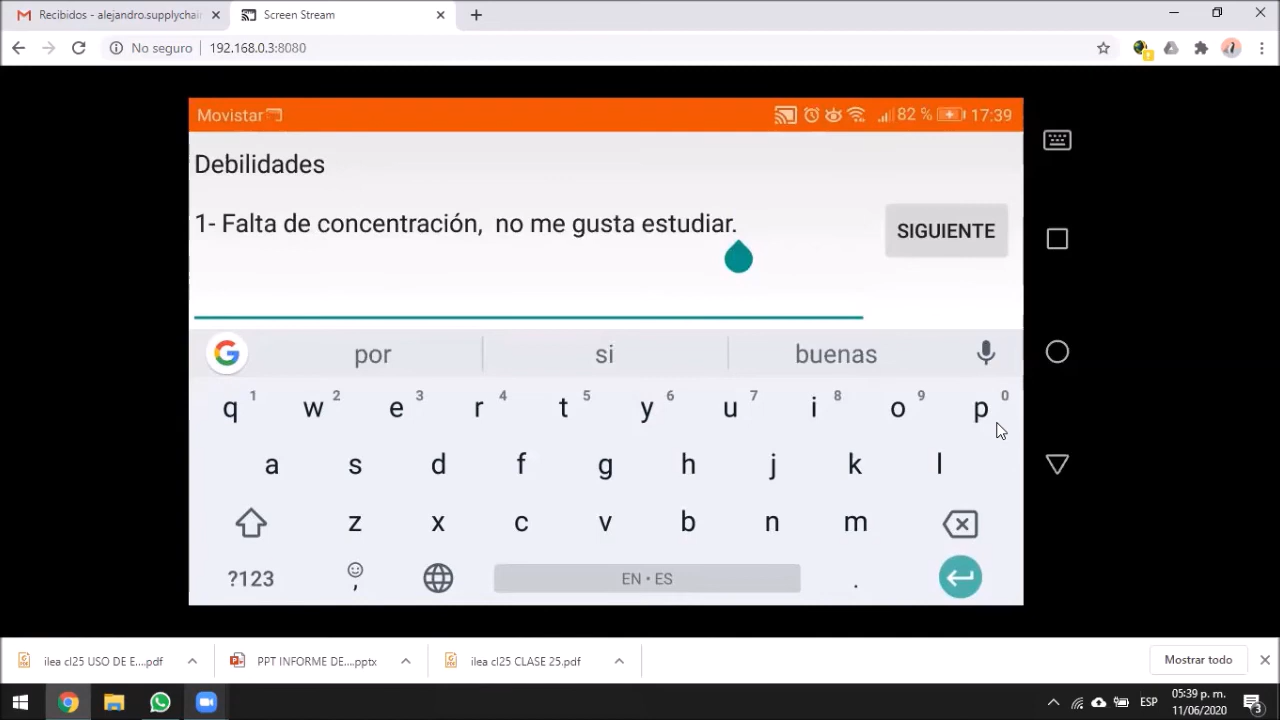 Recibidos - alejandro.supplychai
Screen Stream
No seguro
192.168.0.3:8080
Movistar
82 %
17:39
Debilidades
1- Falta de concentración,  no me gusta estudiar.
SIGUIENTE
por
si
buenas
q 1 w 2 e 3 r 4 t 5 y 6 u 7 i 8 o 9 p 0
a s d f g h j k l
z x c v b n m
?123
,
EN • ES
.
ilea cl25 USO DE E....pdf
PPT INFORME DE....pptx
ilea cl25 CLASE 25.pdf
Mostrar todo
ESP
05:39 p. m.
11/06/2020
3